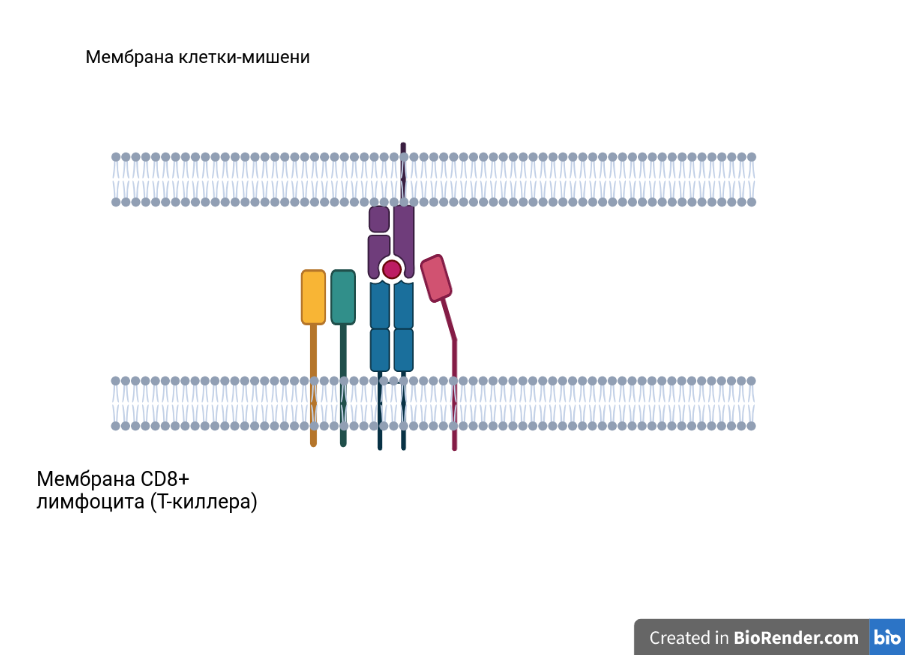 Мембрана клетки-мишени
Мембрана CD8+
лимфоцита (Т-киллера)
Created in BioRender.com bio